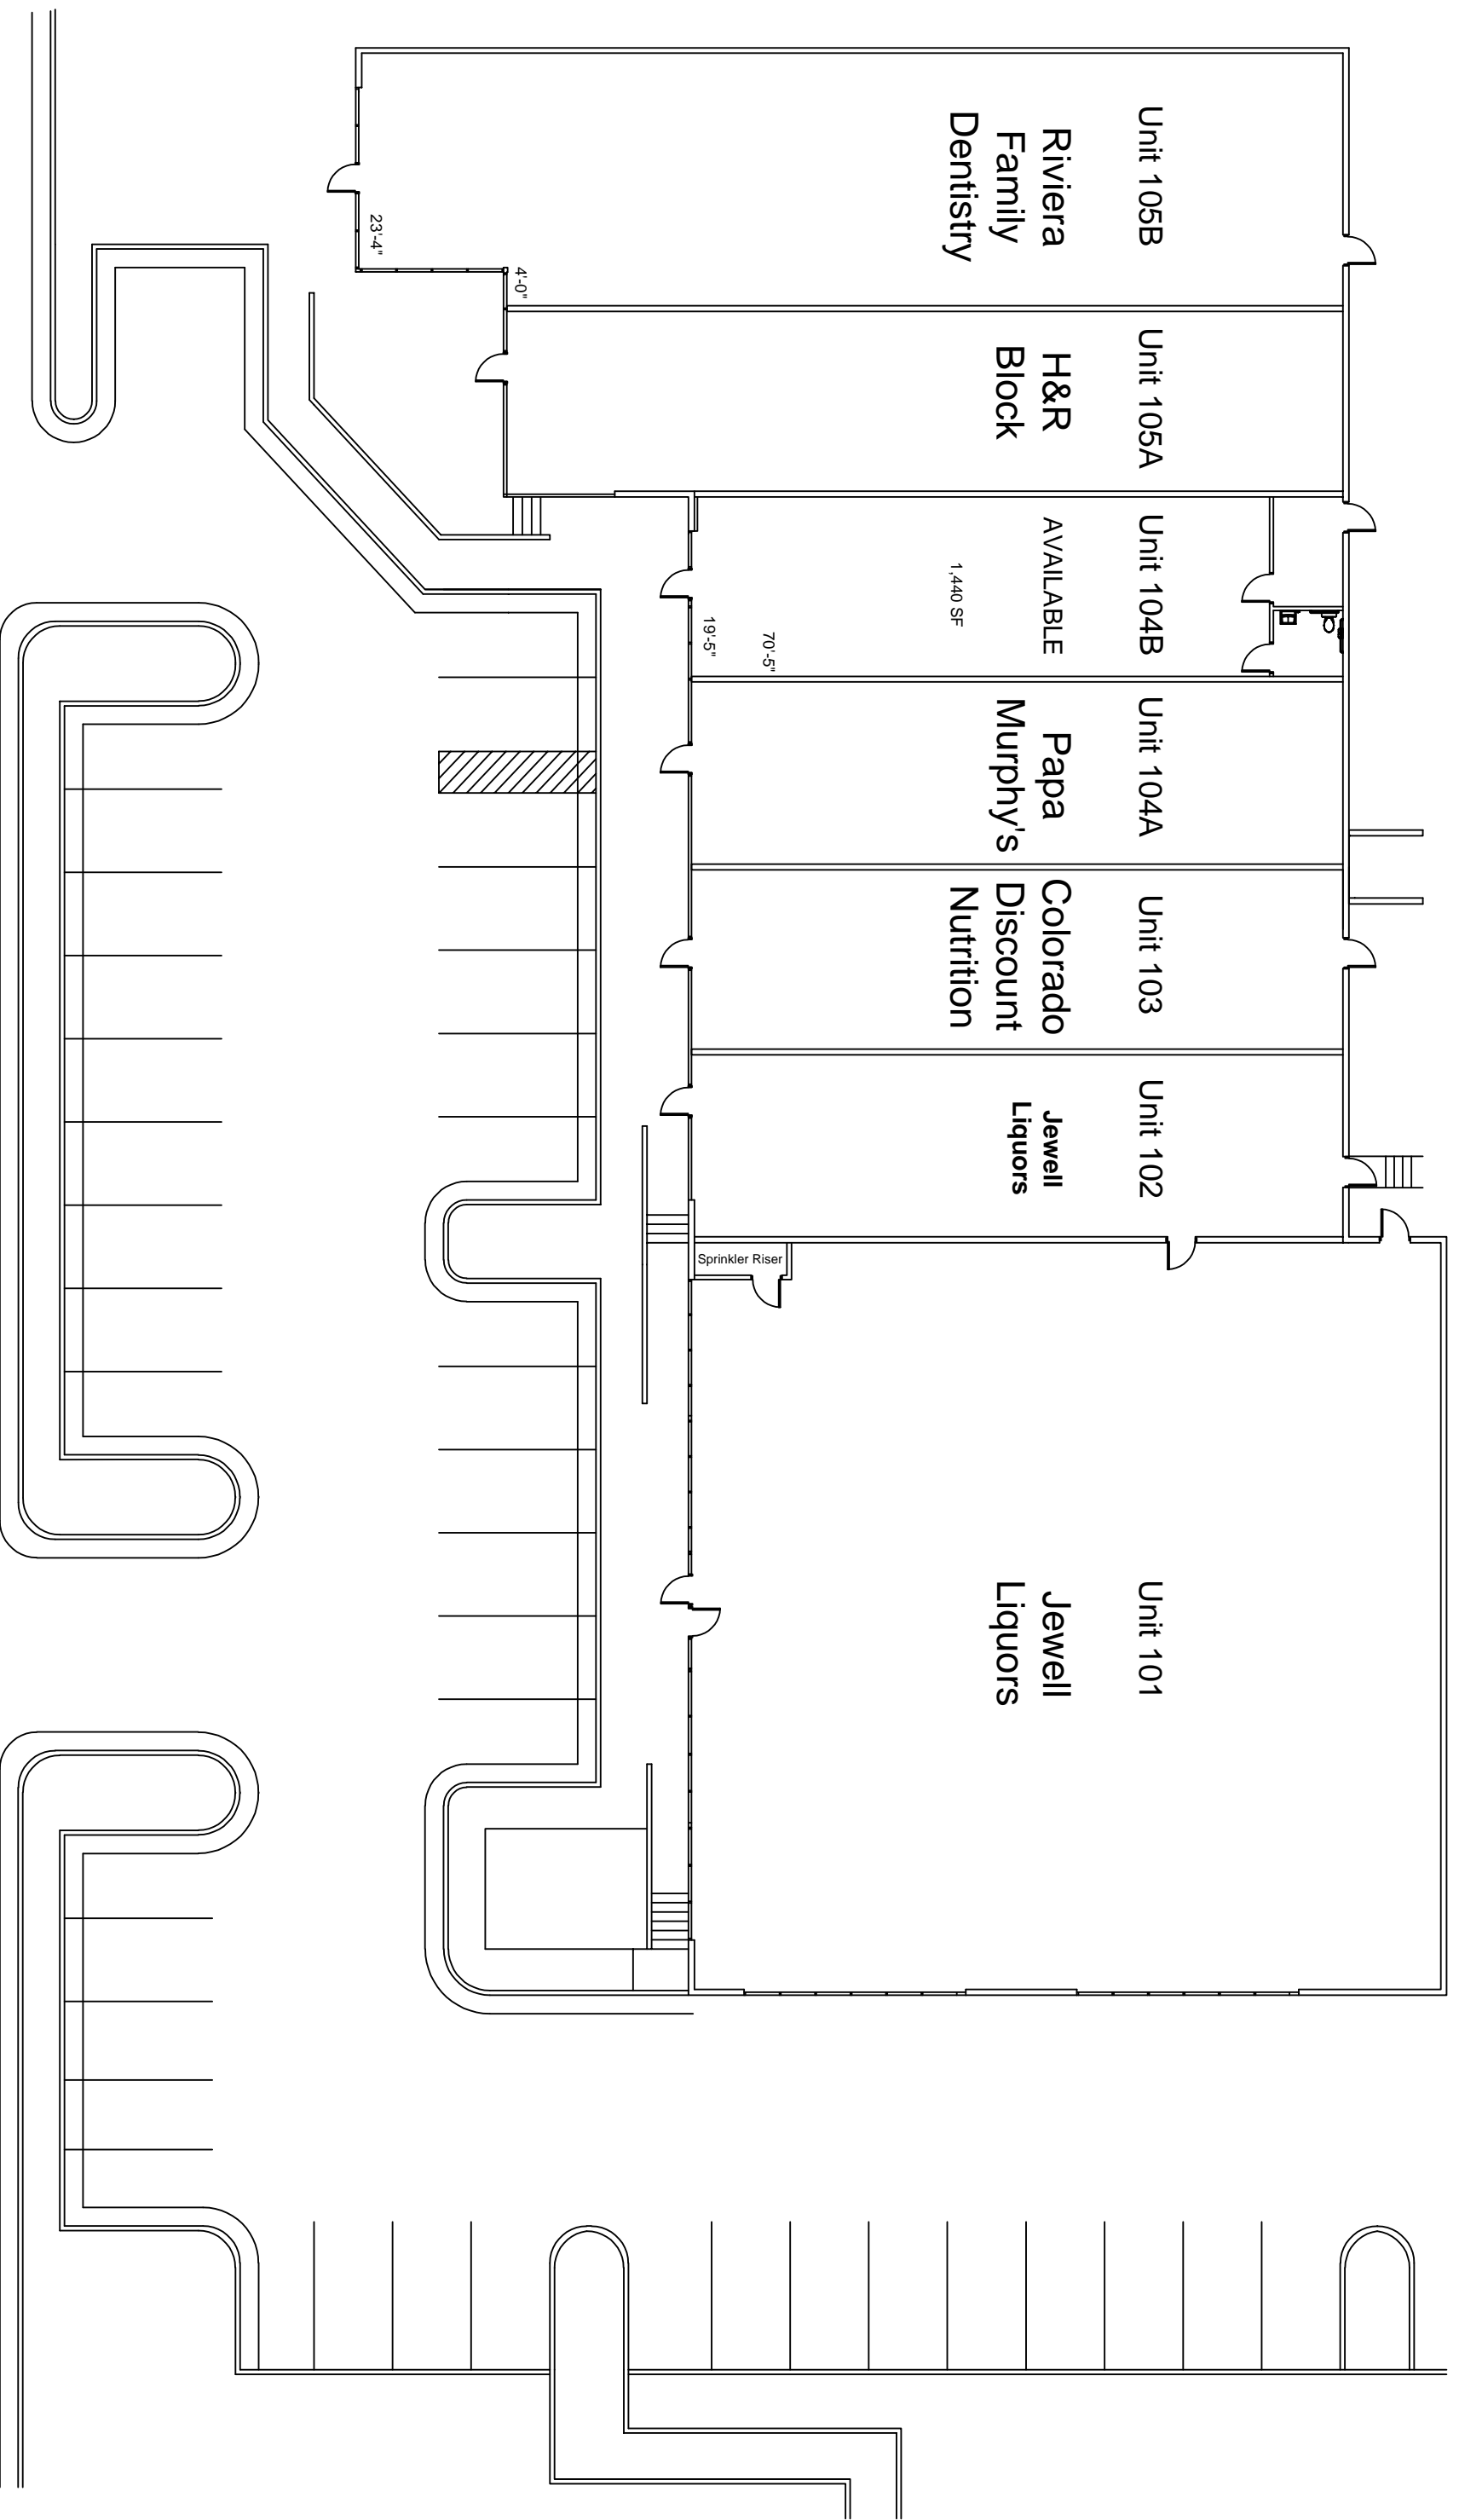 Unit 105B
Riviera
Family
Dentistry
23'-4"
4'-0"
Unit 105A
H&R
Block
Unit 104B
AVAILABLE
1,440 SF
70'-5"
19'-5"
Unit 104A
Papa
Murphy's
Unit 103
Colorado
Discount
Nutrition
Unit 102
Jewell
Liquors
Sprinkler Riser
Unit 101
Jewell
Liquors